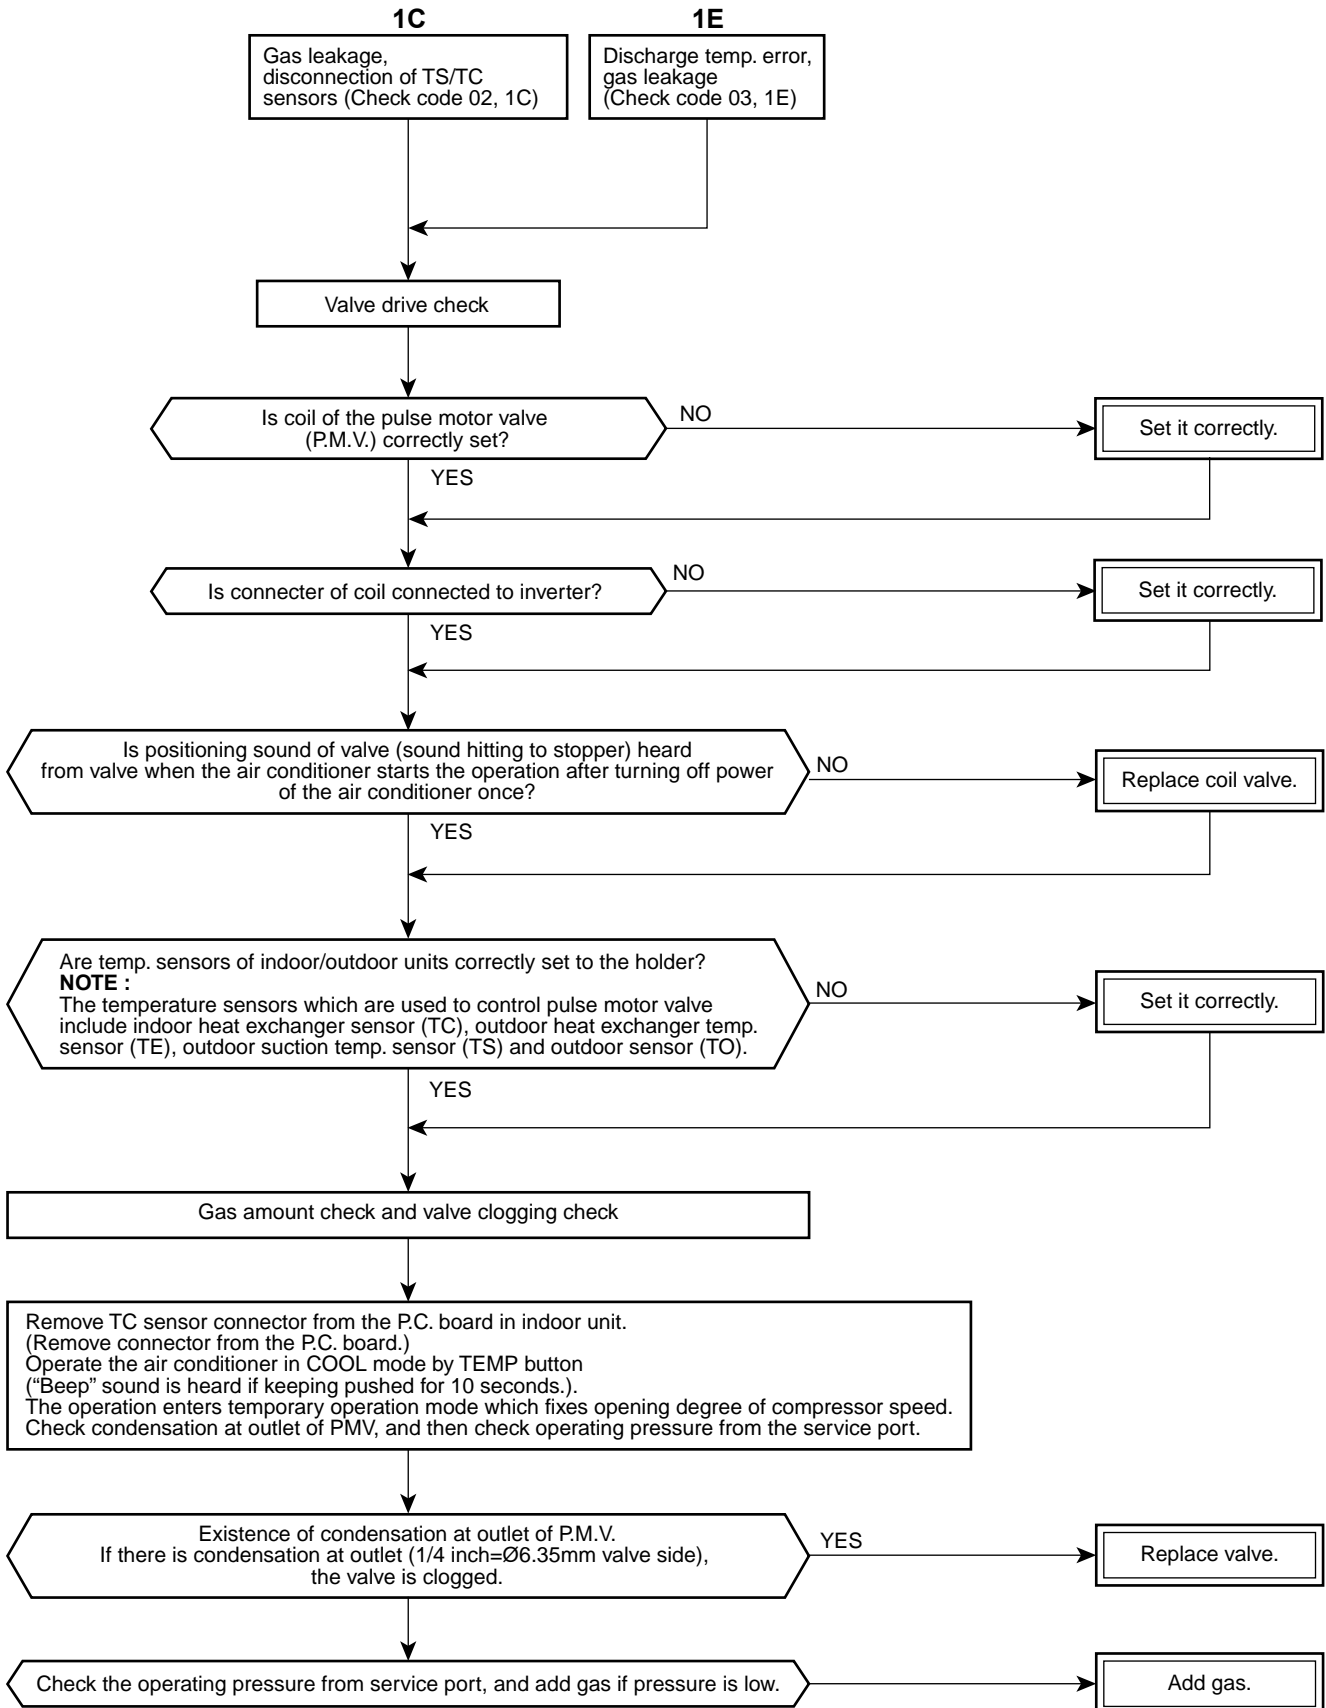 1C
1E
Gas leakage,
disconnection of TS/TC
sensors (Check code 02, 1C)
Discharge temp. error,
gas leakage
(Check code 03, 1E)
Valve drive check
Is coil of the pulse motor valve
(P.M.V.) correctly set?
NO
Set it correctly.
YES
Is connecter of coil connected to inverter?
NO
Set it correctly.
YES
Is positioning sound of valve (sound hitting to stopper) heard
from valve when the air conditioner starts the operation after turning off power
of the air conditioner once?
NO
Replace coil valve.
YES
Are temp. sensors of indoor/outdoor units correctly set to the holder?
NOTE :
The temperature sensors which are used to control pulse motor valve
include indoor heat exchanger sensor (TC), outdoor heat exchanger temp.
sensor (TE), outdoor suction temp. sensor (TS) and outdoor sensor (TO).
NO
Set it correctly.
YES
Gas amount check and valve clogging check
Remove TC sensor connector from the P.C. board in indoor unit.
(Remove connector from the P.C. board.)
Operate the air conditioner in COOL mode by TEMP button
(“Beep” sound is heard if keeping pushed for 10 seconds.).
The operation enters temporary operation mode which fixes opening degree of compressor speed.
Check condensation at outlet of PMV, and then check operating pressure from the service port.
Existence of condensation at outlet of P.M.V.
If there is condensation at outlet (1/4 inch=Ø6.35mm valve side),
the valve is clogged.
YES
Replace valve.
Check the operating pressure from service port, and add gas if pressure is low.
Add gas.